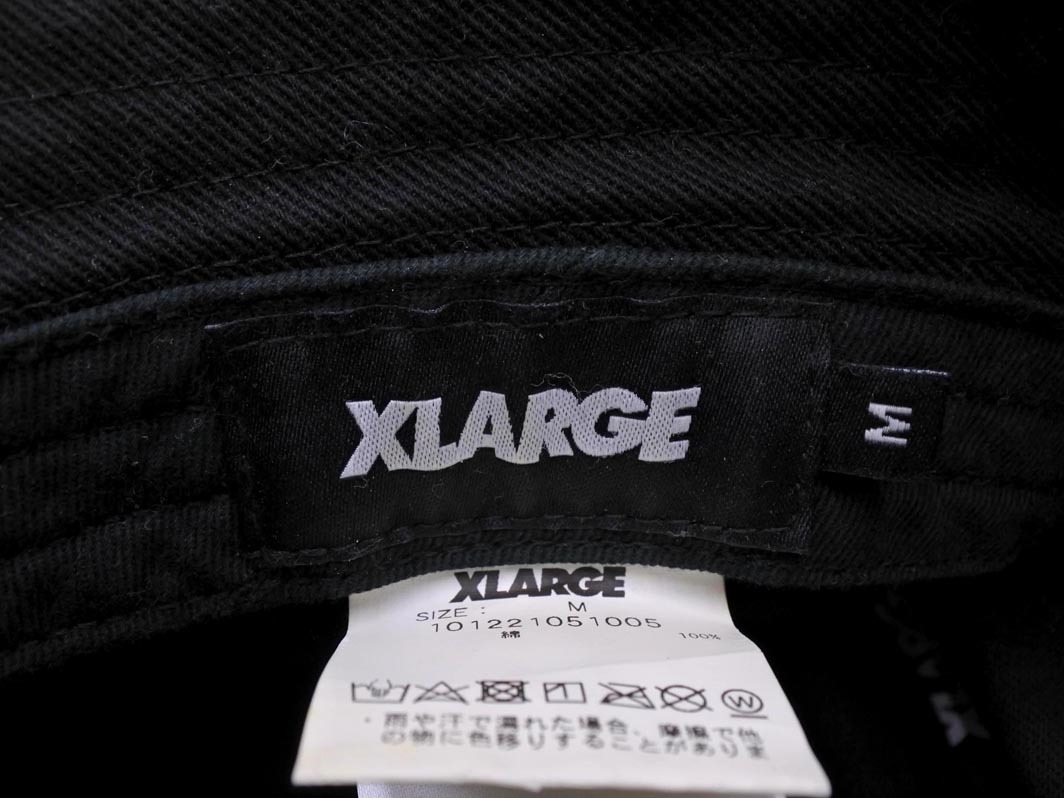 XLARGE
M
XLARGE
SIZE : M
101221051005
綿 100%
W
・雨や汗で濡れた場合、摩擦で他
の物に色移りすることがありま